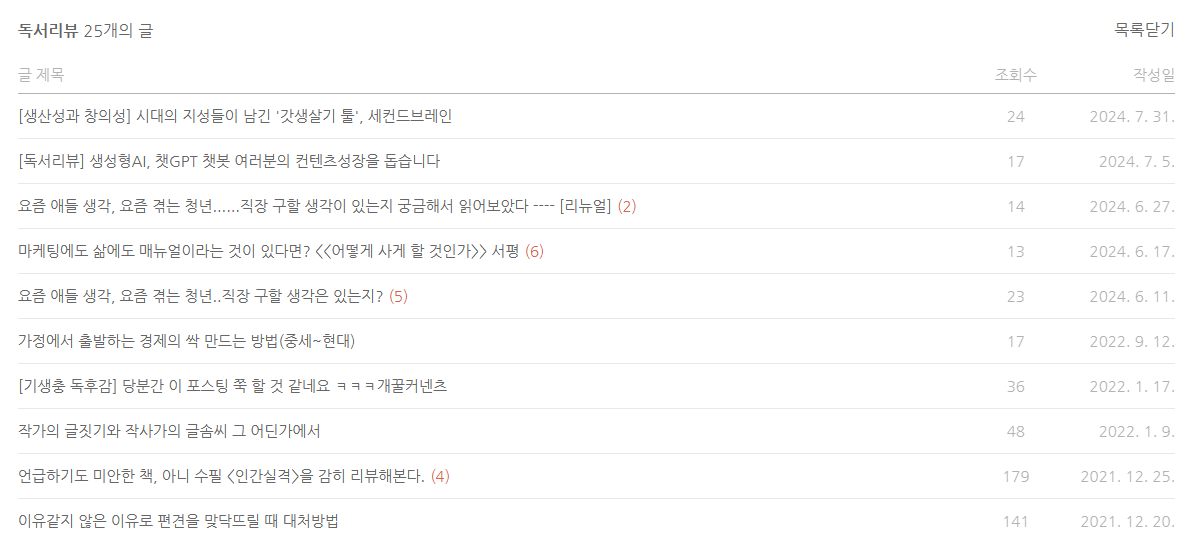 독서리뷰 25개의 글 목록닫기
글 제목 조회수 작성일
[생산성과 창의성] 시대의 지성들이 남긴 '갓생살기 툴', 세컨드브레인 24 2024. 7. 31.
[독서리뷰] 생성형AI, 챗GPT 챗봇 여러분의 컨텐츠성장을 돕습니다 17 2024. 7. 5.
요즘 애들 생각, 요즘 겪는 청년......직장 구할 생각이 있는지 궁금해서 읽어보았다 ---- [리뉴얼] (2) 14 2024. 6. 27.
마케팅에도 삶에도 매뉴얼이라는 것이 있다면? <<어떻게 사게 할 것인가>> 서평 (6) 13 2024. 6. 17.
요즘 애들 생각, 요즘 겪는 청년..직장 구할 생각은 있는지? (5) 23 2024. 6. 11.
가정에서 출발하는 경제의 싹 만드는 방법(중세~현대) 17 2022. 9. 12.
[기생충 독후감] 당분간 이 포스팅 쭉 할 것 같네요 ㅋㅋㅋ개꿀커넨츠 36 2022. 1. 17.
작가의 글짓기와 작사가의 글솜씨 그 어딘가에서 48 2022. 1. 9.
언급하기도 미안한 책, 아니 수필 <인간실격>을 감히 리뷰해본다. (4) 179 2021. 12. 25.
이유같지 않은 이유로 편견을 맞닥뜨릴 때 대처방법 141 2021. 12. 20.